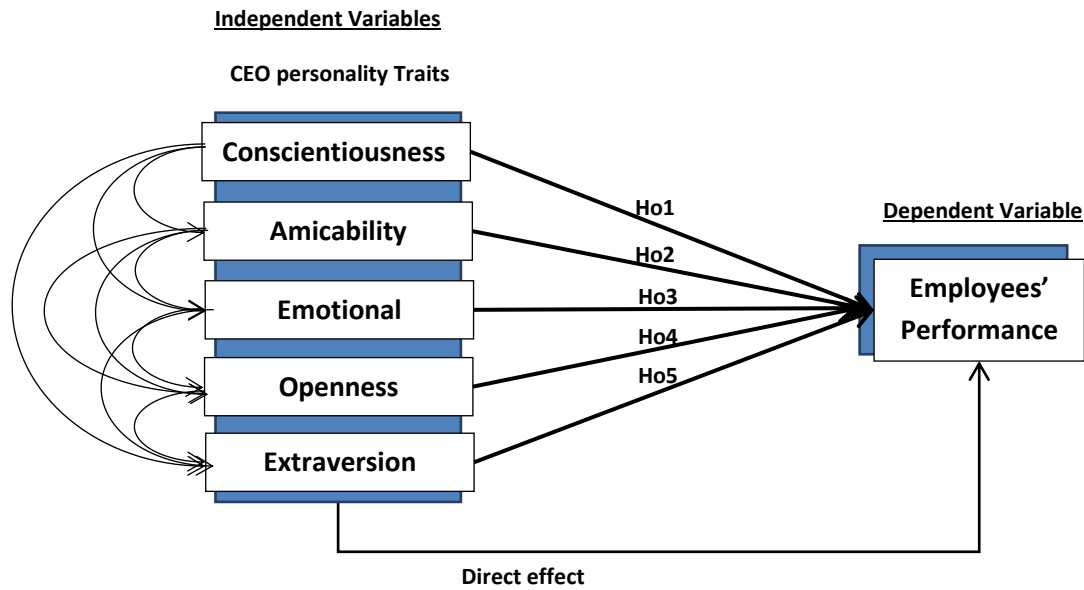 Independent Variables
CEO personality Traits
Conscientiousness
Amicability
Emotional
Openness
Extraversion
Ho1
Ho2
Ho3
Ho4
Ho5
Dependent Variable
Employees’
Performance
Direct effect